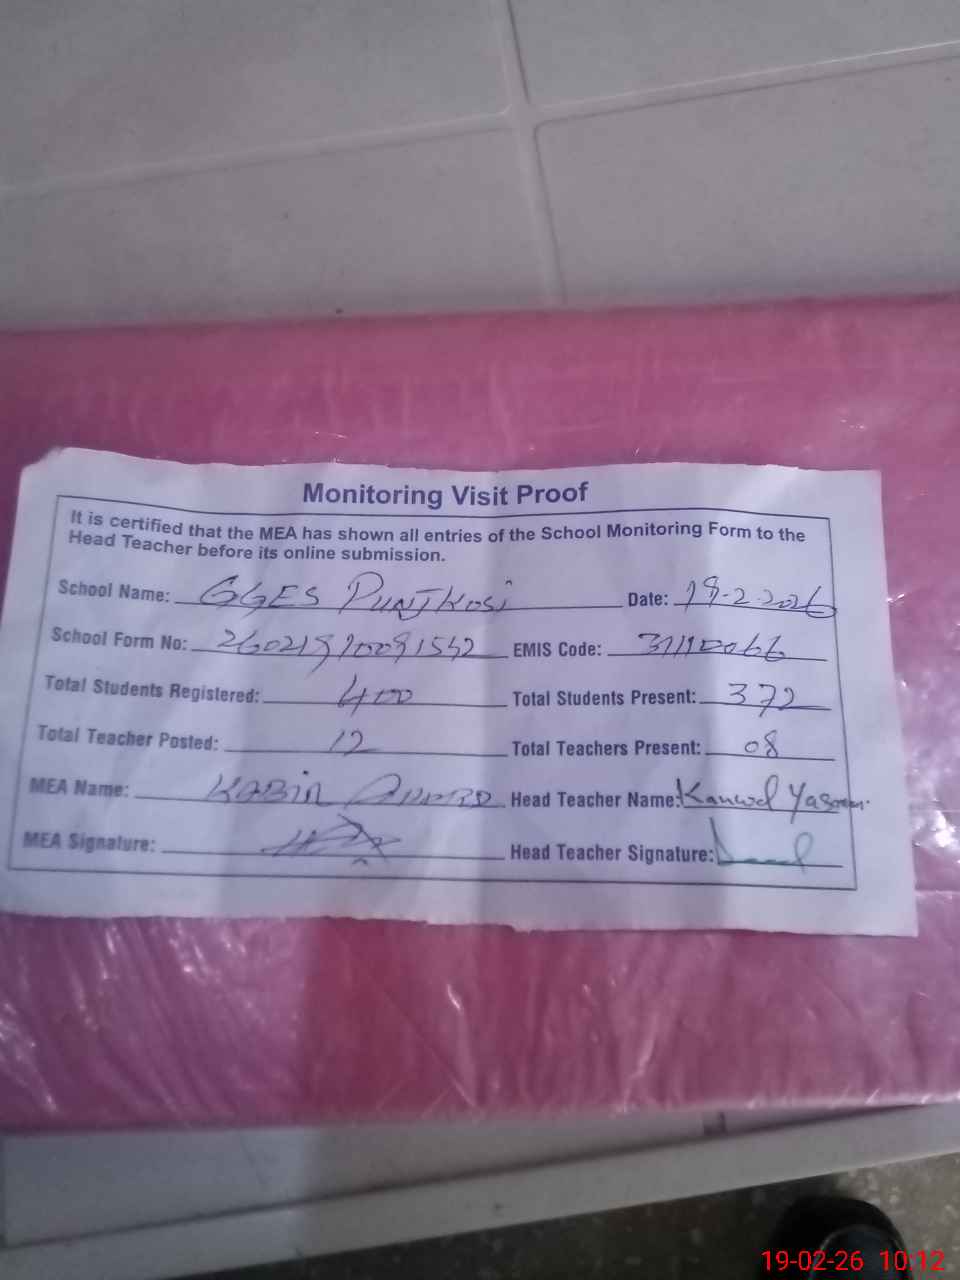 Monitoring Visit Proof
It is certified that the MEA has shown all entries of the School Monitoring Form to the
Head Teacher before its online submission.
School Name: GGES PUNJKOSi Date: 19-2-2026
School Form No: EMIS Code: 31110066
Total Students Registered: 400 Total Students Present: 372
Total Teacher Posted: 12 Total Teachers Present: 08
MEA Name: KABIR AHMED Head Teacher Name: Kanwal Yasmeen
MEA Signature: Head Teacher Signature:
19-02-26 10:12